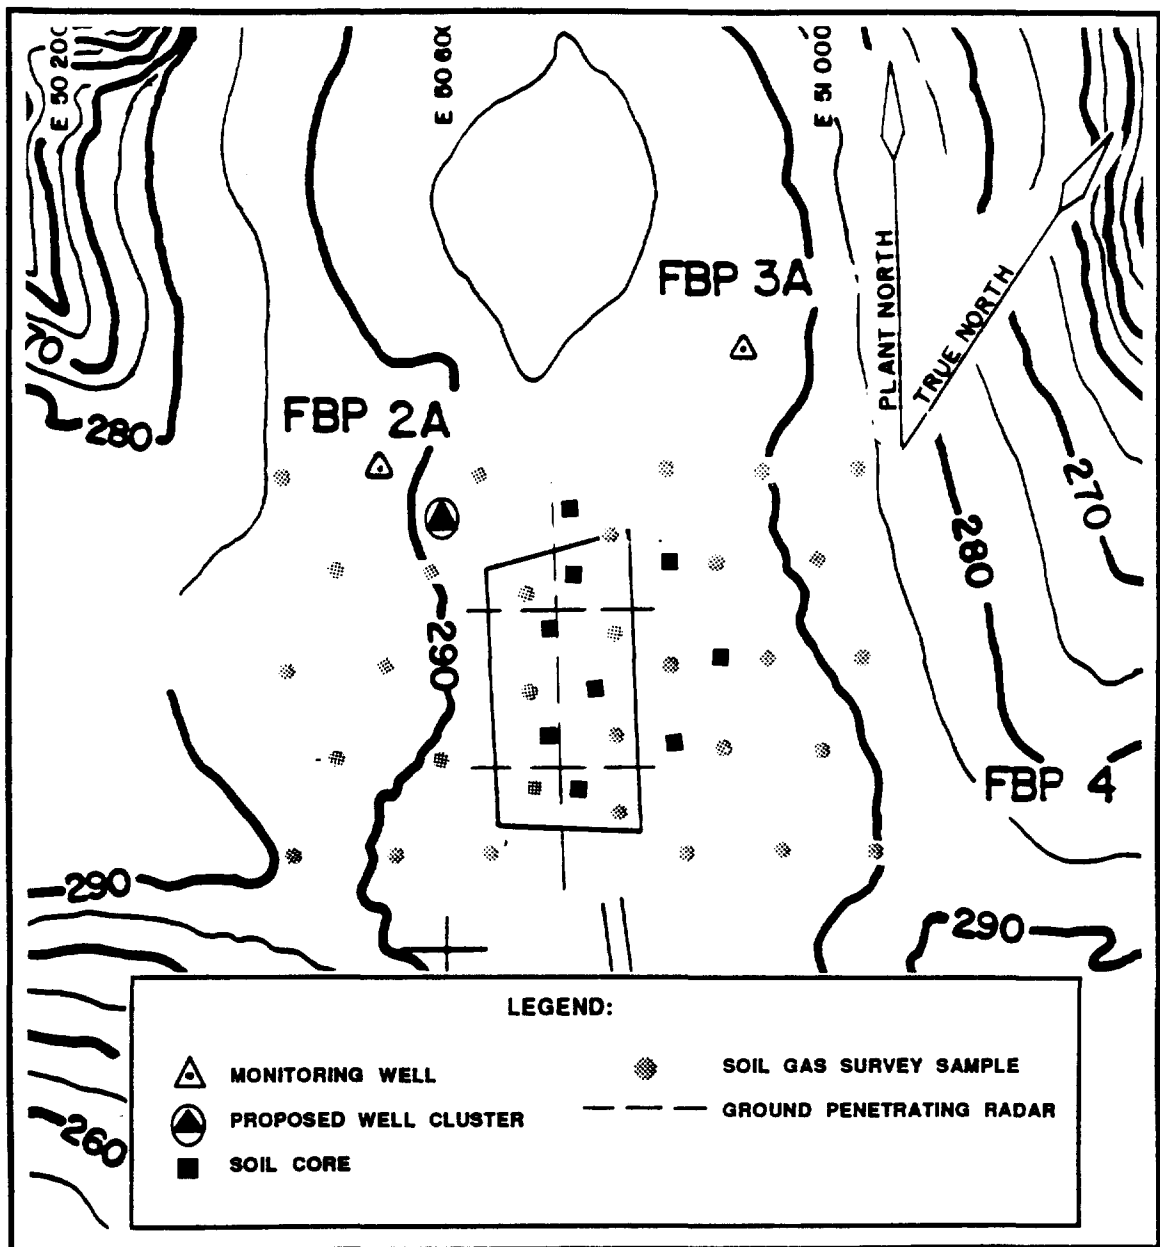 E 50 200
E 50 600
E 51 000
FBP 3A
PLANT NORTH
TRUE NORTH
280
FBP 2A
270
280
290
FBP 4
290
290
LEGEND:
MONITORING WELL
SOIL GAS SURVEY SAMPLE
PROPOSED WELL CLUSTER
GROUND PENETRATING RADAR
SOIL CORE
260